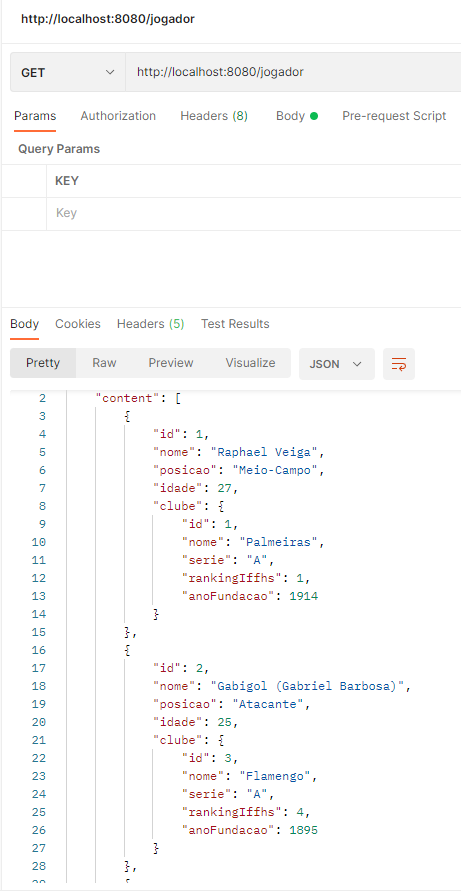 http://localhost:8080/jogador
GET http://localhost:8080/jogador
Params Authorization Headers (8) Body Pre-request Script
Query Params
KEY
Key
Body Cookies Headers (5) Test Results
Pretty Raw Preview Visualize JSON
2 "content": [
3 {
4 "id": 1,
5 "nome": "Raphael Veiga",
6 "posicao": "Meio-Campo",
7 "idade": 27,
8 "clube": {
9 "id": 1,
10 "nome": "Palmeiras",
11 "serie": "A",
12 "rankingIffhs": 1,
13 "anoFundacao": 1914
14 }
15 },
16 {
17 "id": 2,
18 "nome": "Gabigol (Gabriel Barbosa)",
19 "posicao": "Atacante",
20 "idade": 25,
21 "clube": {
22 "id": 3,
23 "nome": "Flamengo",
24 "serie": "A",
25 "rankingIffhs": 4,
26 "anoFundacao": 1895
27 }
28 },
29 {